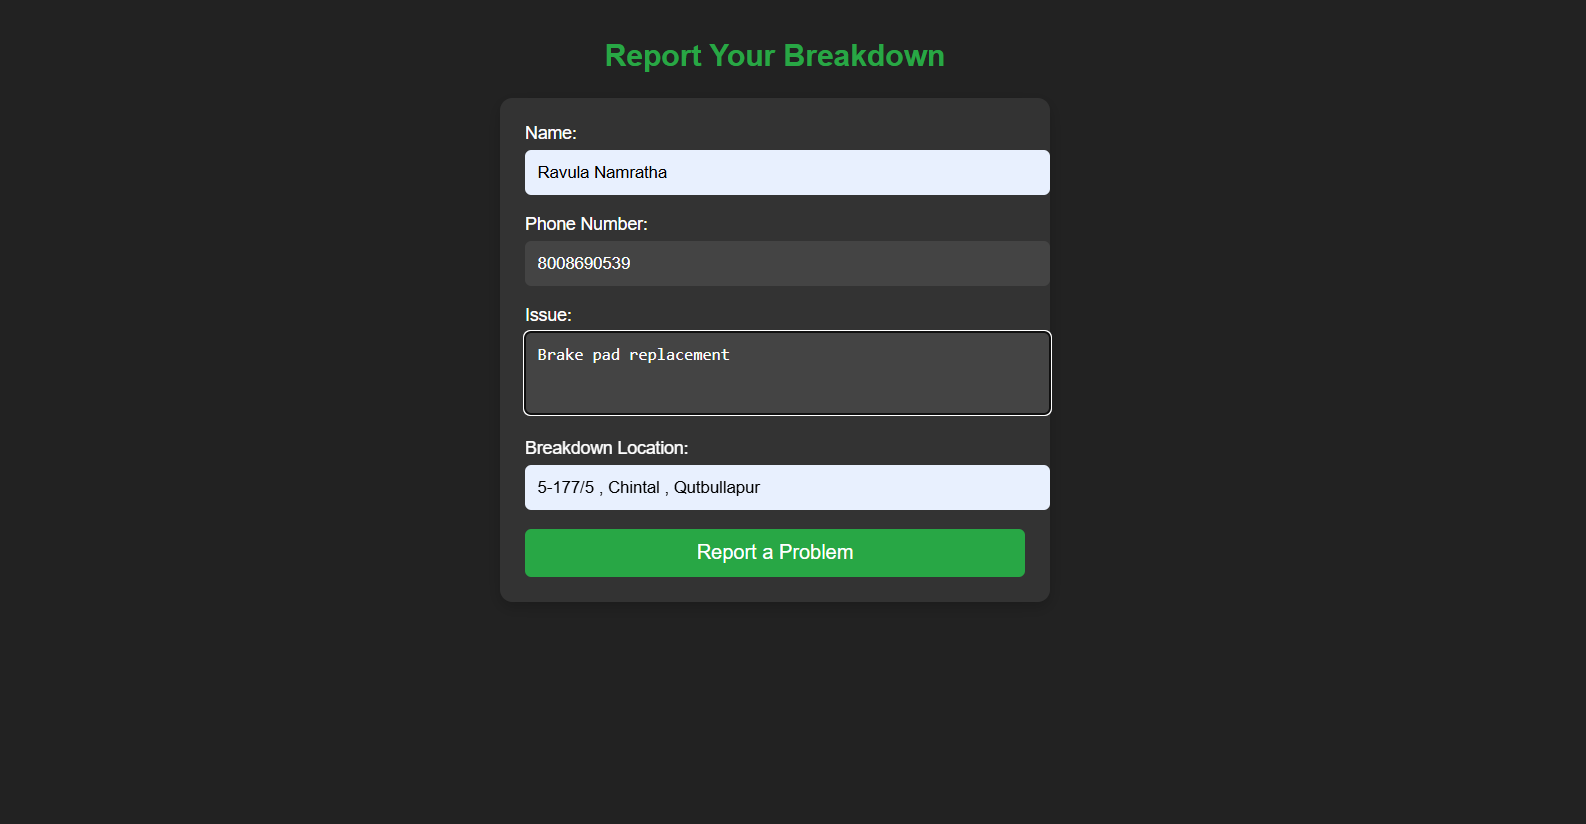 Report Your Breakdown
Name:
Ravula Namratha
Phone Number:
8008690539
Issue:
Brake pad replacement
Breakdown Location:
5-177/5 , Chintal , Qutbullapur
Report a Problem